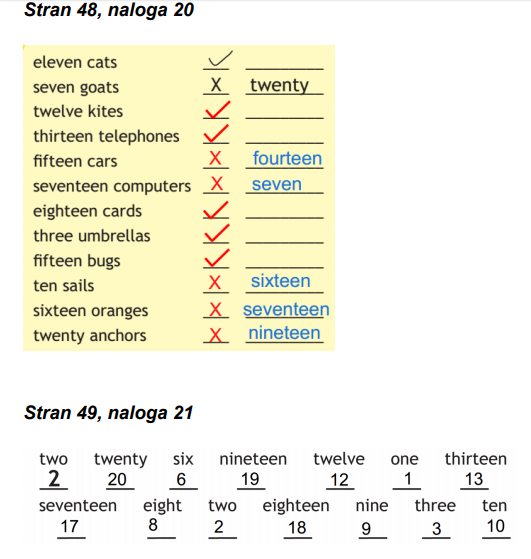 Stran 48, naloga 20
eleven cats ✓
seven goats X twenty
twelve kites ✓
thirteen telephones ✓
fifteen cars X fourteen
seventeen computers X seven
eighteen cards ✓
three umbrellas ✓
fifteen bugs ✓
ten sails X sixteen
sixteen oranges X seventeen
twenty anchors X nineteen
Stran 49, naloga 21
two twenty six nineteen twelve one thirteen
2 20 6 19 12 1 13
seventeen eight two eighteen nine three ten
17 8 2 18 9 3 10